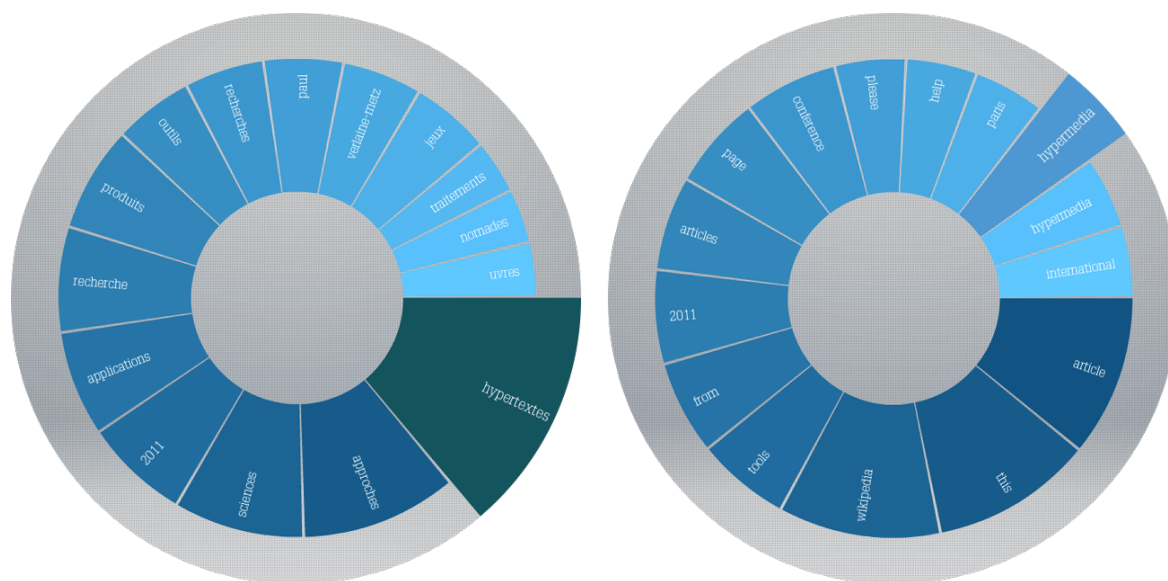 hypertextes
approches
sciences
2011
applications
recherche
produits
outils
recherches
paul
verlaine-metz
jeux
traitements
nomades
uvres
article
this
wikipedia
tools
from
2011
articles
page
conference
please
help
paris
hypermedia
hypermedia
international